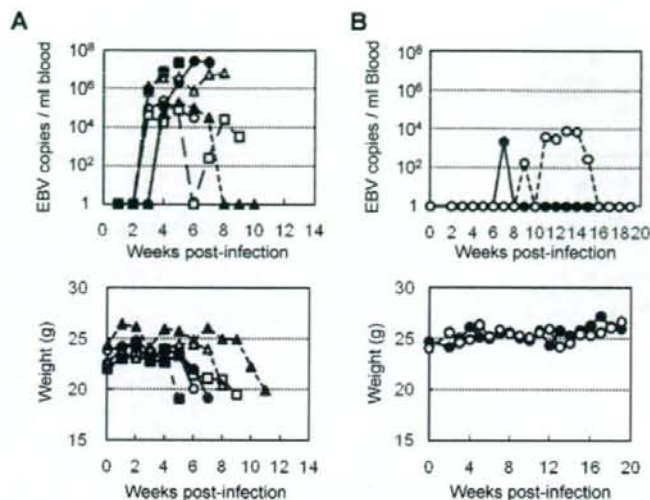 A
B
EBV copies / ml blood
10⁸
10⁶
10⁴
10²
1
0 2 4 6 8 10 12 14
Weeks post-infection
EBV copies / ml Blood
10⁸
10⁶
10⁴
10²
1
0 2 4 6 8 10 12 14 16 18 20
Weeks post-infection
Weight (g)
30
25
20
15
0 2 4 6 8 10 12 14
Weeks post-infection
Weight (g)
30
25
20
15
0 4 8 12 16 20
Weeks post-infection